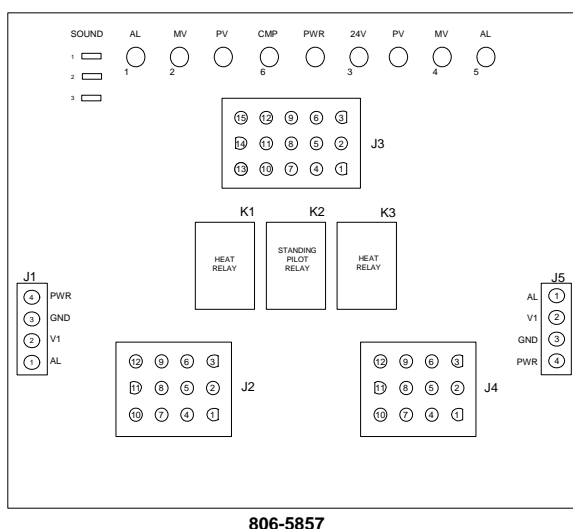 SOUND AL MV PV CMP PWR 24V PV MV AL
1
1 2 6 3 4 5
2
3
15 12 9 6 3
14 11 8 5 2
J3
13 10 7 4 1
K1 K2 K3
HEAT
RELAY
STANDING
PILOT
RELAY
HEAT
RELAY
J1
4 PWR
3 GND
2 V1
1 AL
J5
AL 1
V1 2
GND 3
PWR 4
12 9 6 3
11 8 5 2
10 7 4 1
J2
12 9 6 3
11 8 5 2
10 7 4 1
J4
806-5857